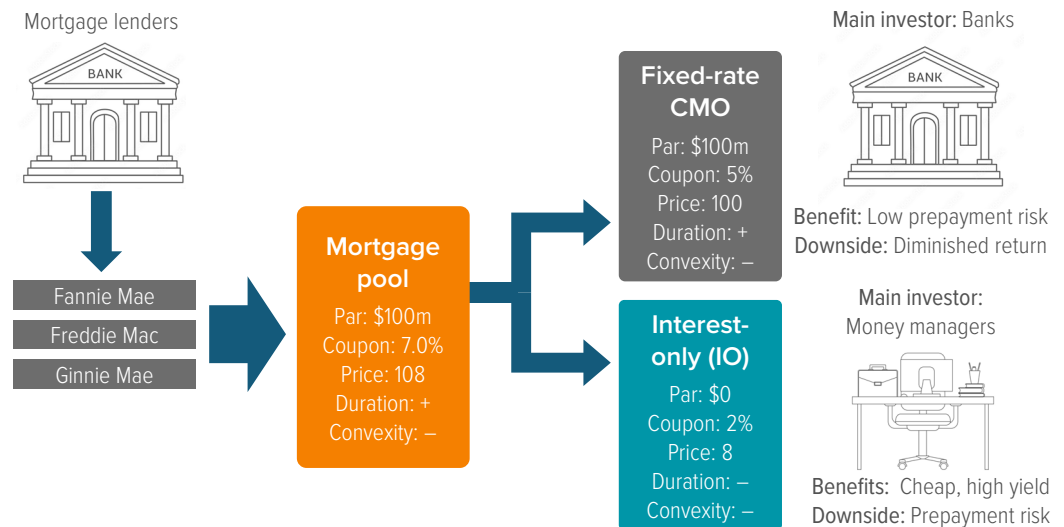 Mortgage lenders
BANK
Fannie Mae
Freddie Mac
Ginnie Mae
Mortgage
pool
Par: $100m
Coupon: 7.0%
Price: 108
Duration: +
Convexity: –
Fixed-rate
CMO
Par: $100m
Coupon: 5%
Price: 100
Duration: +
Convexity: –
Main investor: Banks
BANK
Benefit: Low prepayment risk
Downside: Diminished return
Interest-
only (IO)
Par: $0
Coupon: 2%
Price: 8
Duration: –
Convexity: –
Main investor:
Money managers
Benefits: Cheap, high yield
Downside: Prepayment risk